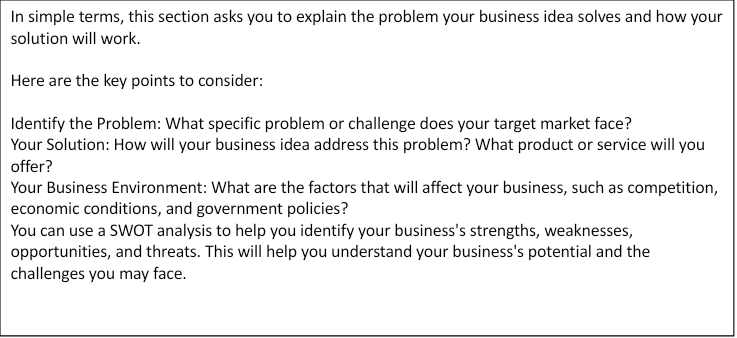 In simple terms, this section asks you to explain the problem your business idea solves and how your
solution will work.
Here are the key points to consider:
Identify the Problem: What specific problem or challenge does your target market face?
Your Solution: How will your business idea address this problem? What product or service will you
offer?
Your Business Environment: What are the factors that will affect your business, such as competition,
economic conditions, and government policies?
You can use a SWOT analysis to help you identify your business's strengths, weaknesses,
opportunities, and threats. This will help you understand your business's potential and the
challenges you may face.